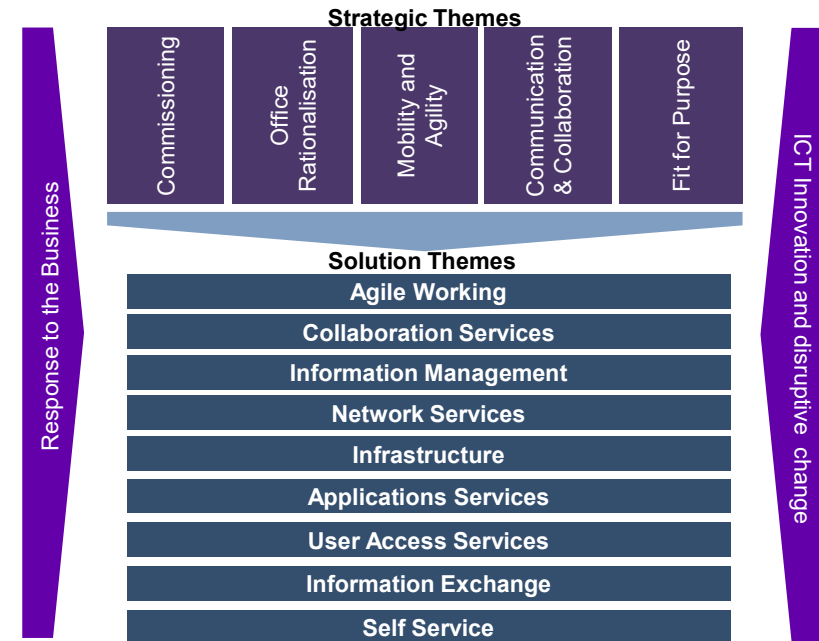 Strategic Themes
Response to the Business
Commissioning
Office
Rationalisation
Mobility and
Agility
Communication
& Collaboration
Fit for Purpose
ICT Innovation and disruptive change
Solution Themes
Agile Working
Collaboration Services
Information Management
Network Services
Infrastructure
Applications Services
User Access Services
Information Exchange
Self Service